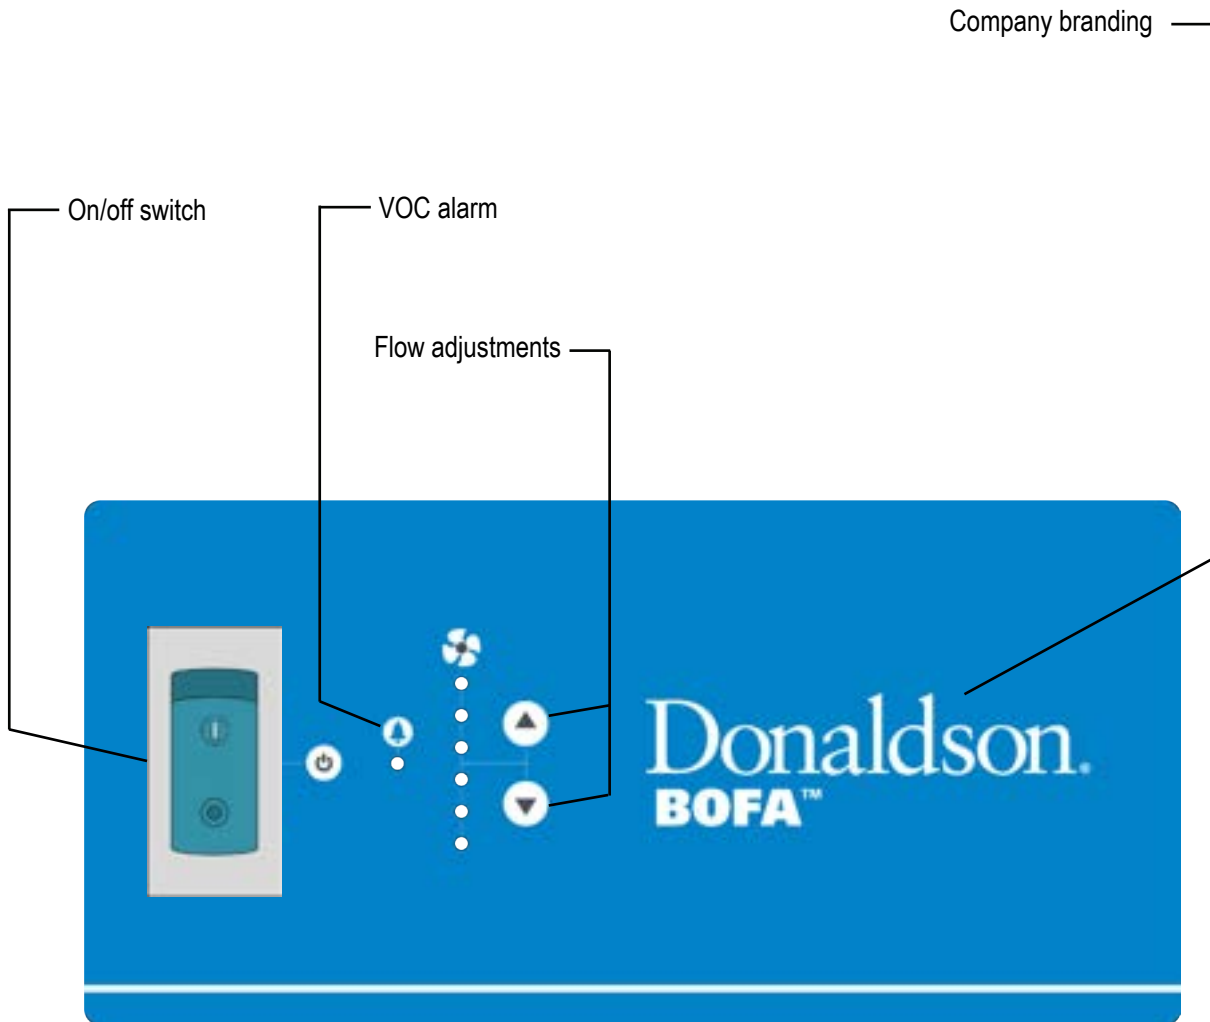 Company branding
On/off switch
VOC alarm
Flow adjustments
Donaldson.
BOFA™